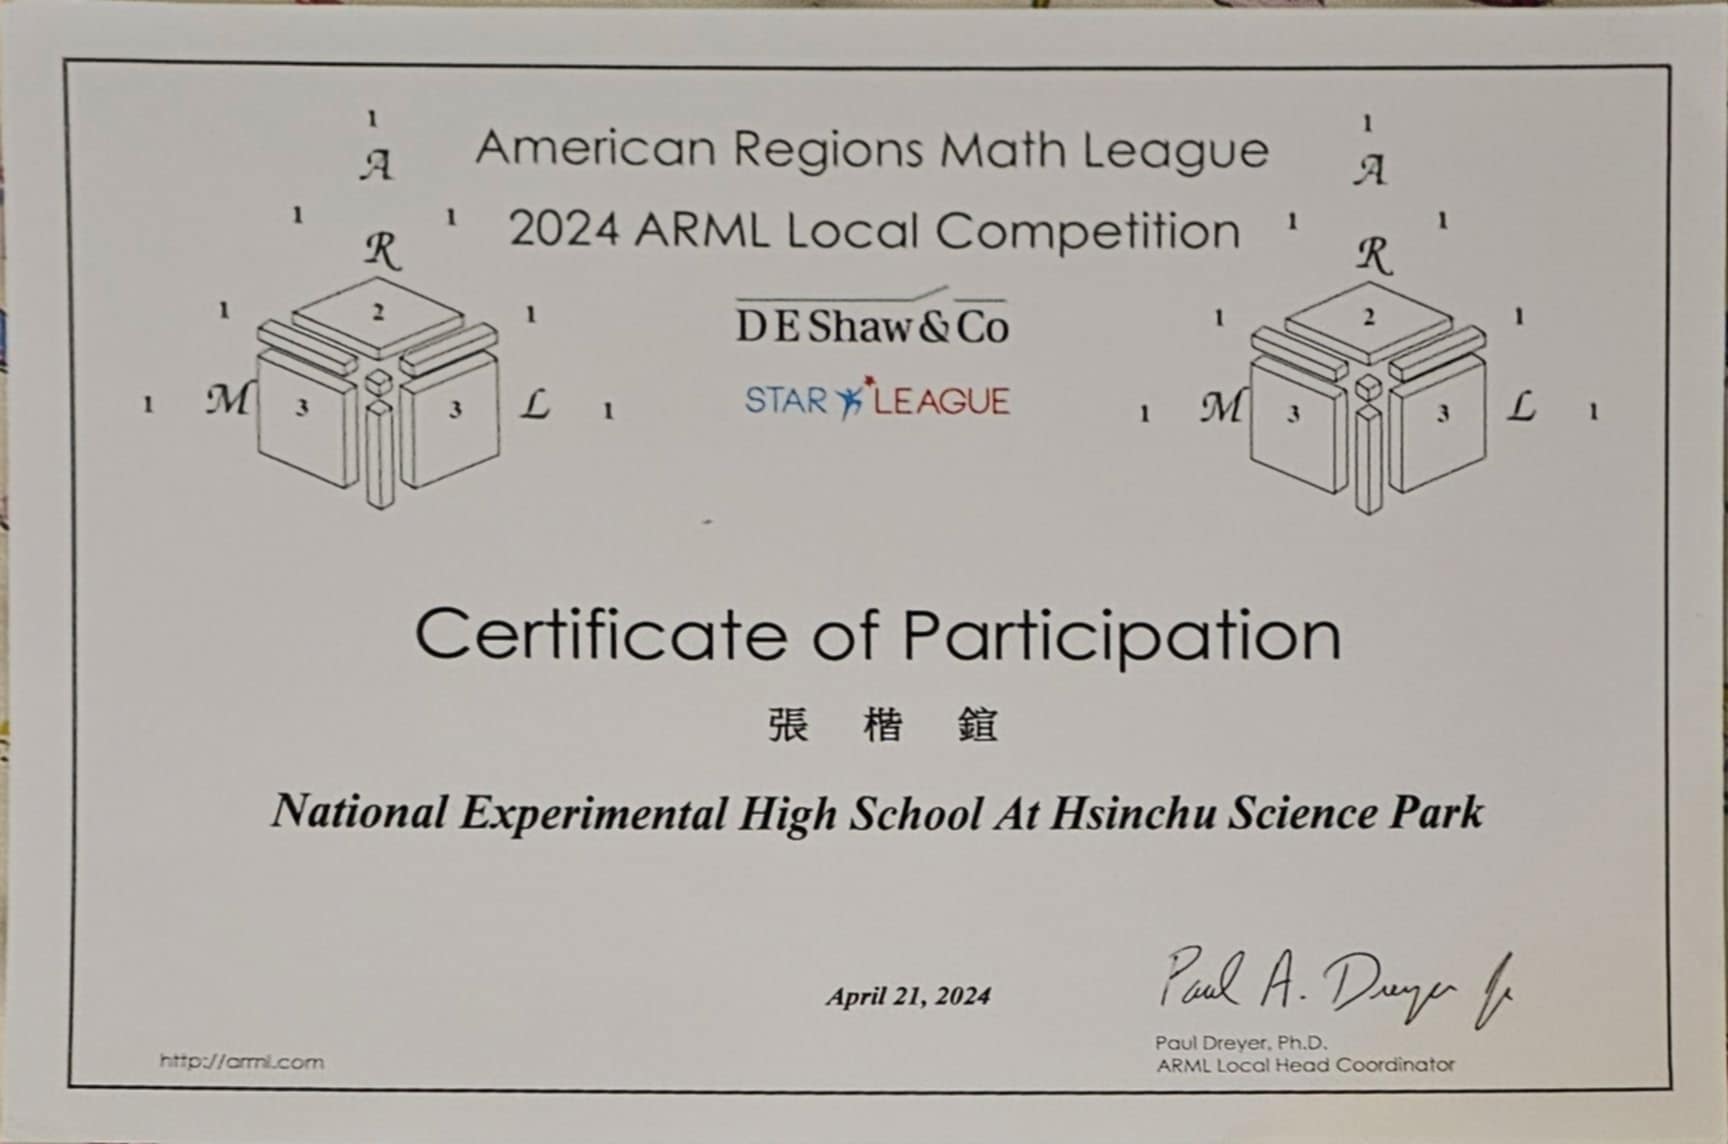 American Regions Math League
2024 ARML Local Competition
DE Shaw & Co
STAR LEAGUE
1
A
1 1
R
1 2 1
1 M 3 3 L 1
1
A
1 1
R
1 2 1
1 M 3 3 L 1
Certificate of Participation
張 楷 鍹
National Experimental High School At Hsinchu Science Park
April 21, 2024
Paul A. Dreyer Jr
Paul Dreyer, Ph.D.
ARML Local Head Coordinator
http://arml.com